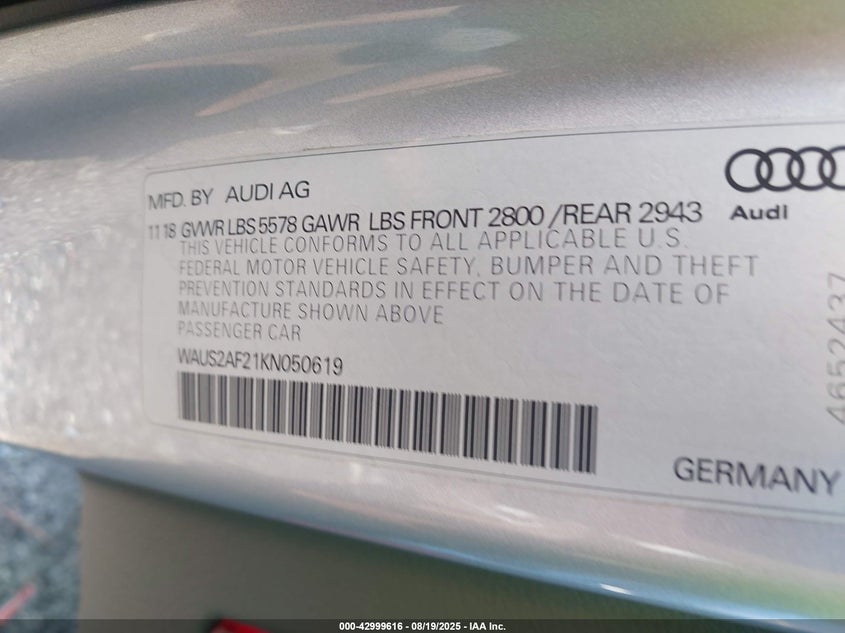 MFD. BY AUDI AG
Audi
11 18 GVWR LBS 5578 GAWR LBS FRONT 2800 /REAR 2943
THIS VEHICLE CONFORMS TO ALL APPLICABLE U.S.
FEDERAL MOTOR VEHICLE SAFETY, BUMPER AND THEFT
PREVENTION STANDARDS IN EFFECT ON THE DATE OF
MANUFACTURE SHOWN ABOVE
PASSENGER CAR
WAUS2AF21KN050619
4652437
GERMANY
000-42999616 - 08/19/2025 - IAA Inc.